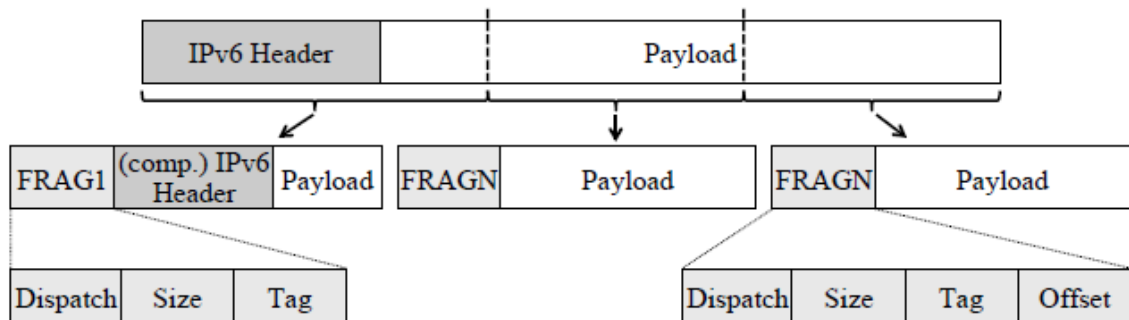 IPv6 Header
Payload
FRAG1
(comp.) IPv6
Header
Payload
FRAGN
Payload
FRAGN
Payload
Dispatch
Size
Tag
Dispatch
Size
Tag
Offset